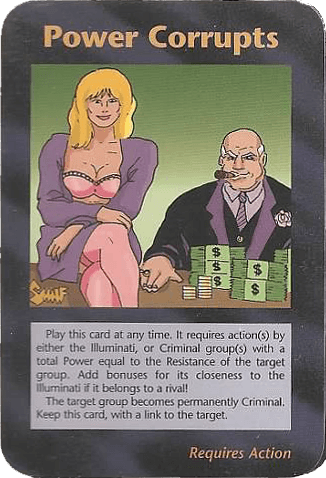 Power Corrupts
$
$
$
$
$
SHUF
Play this card at any time. It requires action(s) by
either the Illuminati, or Criminal group(s) with a
total Power equal to the Resistance of the target
group. Add bonuses for its closeness to the
Illuminati if it belongs to a rival!
The target group becomes permanently Criminal.
Keep this card, with a link to the target.
Requires Action